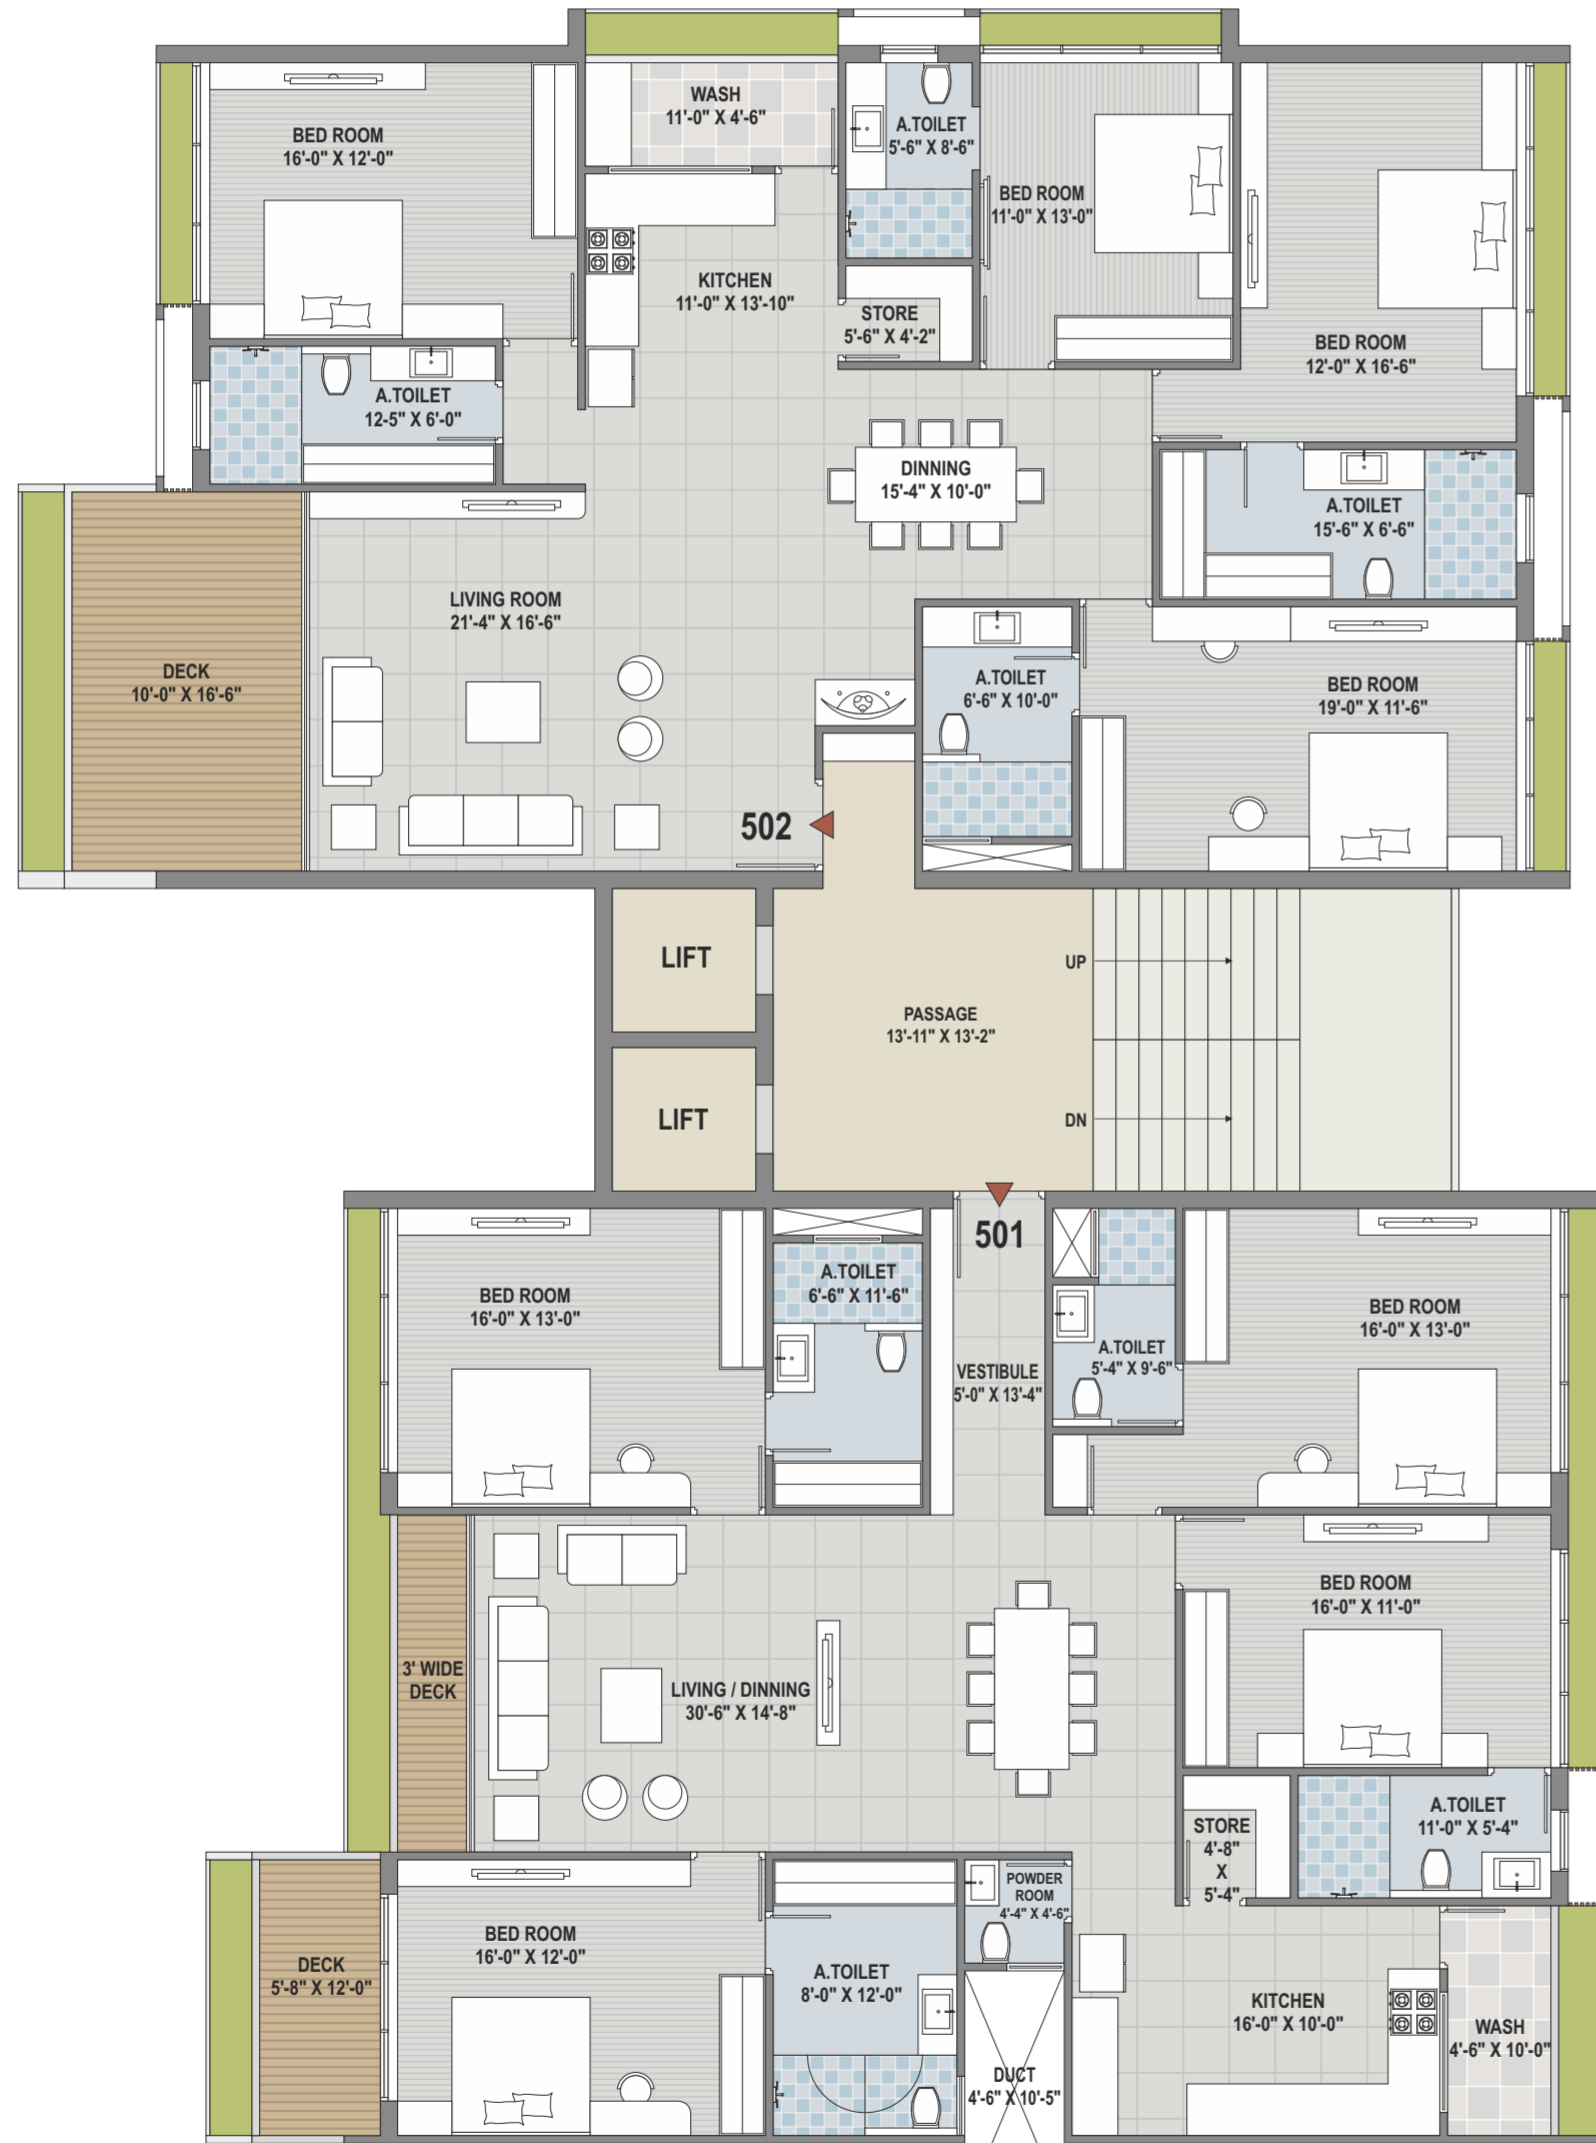 WASH
11'-0" X 4'-6"
BED ROOM
16'-0" X 12'-0"
A.TOILET
5'-6" X 8'-6"
BED ROOM
11'-0" X 13'-0"
KITCHEN
11'-0" X 13'-10"
STORE
5'-6" X 4'-2"
BED ROOM
12'-0" X 16'-6"
A.TOILET
12-5" X 6'-0"
DINNING
15'-4" X 10'-0"
A.TOILET
15'-6" X 6'-6"
LIVING ROOM
21'-4" X 16'-6"
DECK
10'-0" X 16'-6"
A.TOILET
6'-6" X 10'-0"
BED ROOM
19'-0" X 11'-6"
502
LIFT
UP
PASSAGE
13'-11" X 13'-2"
LIFT
DN
501
A.TOILET
6'-6" X 11'-6"
BED ROOM
16'-0" X 13'-0"
BED ROOM
16'-0" X 13'-0"
A.TOILET
5'-4" X 9'-6"
VESTIBULE
5'-0" X 13'-4"
BED ROOM
16'-0" X 11'-0"
3' WIDE
DECK
LIVING / DINNING
30'-6" X 14'-8"
A.TOILET
11'-0" X 5'-4"
STORE
4'-8"
X
5'-4"
POWDER
ROOM
4'-4" X 4'-6"
BED ROOM
16'-0" X 12'-0"
DECK
5'-8" X 12'-0"
A.TOILET
8'-0" X 12'-0"
KITCHEN
16'-0" X 10'-0"
WASH
4'-6" X 10'-0"
DUCT
4'-6" X 10'-5"